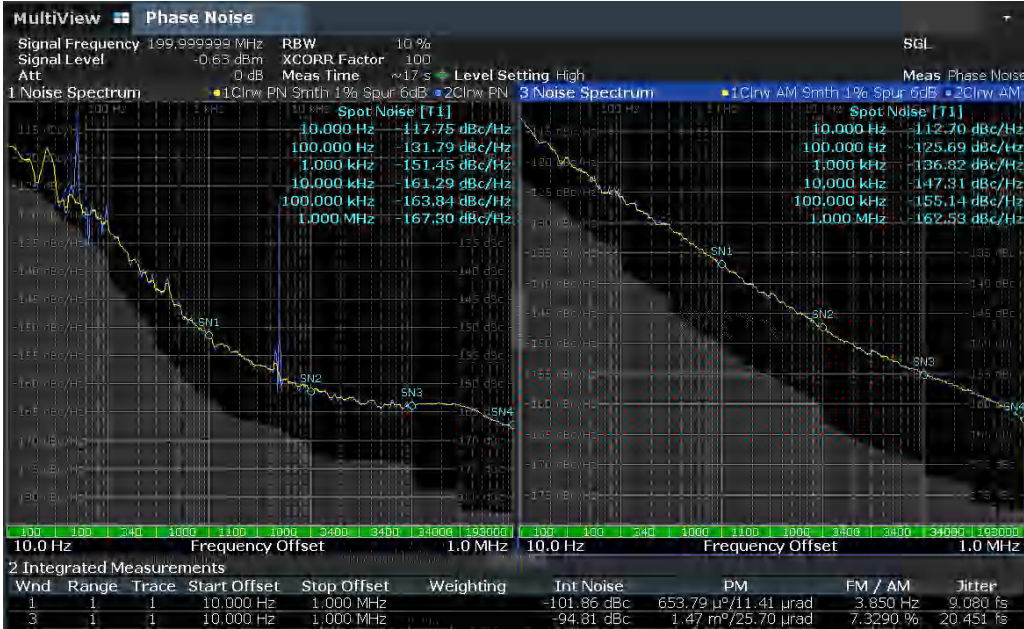 MultiView Phase Noise
Signal Frequency 199.999999 MHz RBW 10 % SGL
Signal Level -0.63 dBm XCORR Factor 100
Att 0 dB Meas Time ~17 s Level Setting High Meas Phase Noise
1 Noise Spectrum 1Clrw PN Smth 1% Spur 6dB 2Clrw PN
Spot Noise [T1]
10.000 Hz -117.75 dBc/Hz
100.000 Hz -131.79 dBc/Hz
1.000 kHz -151.45 dBc/Hz
10.000 kHz -161.29 dBc/Hz
100.000 kHz -163.84 dBc/Hz
1.000 MHz -167.30 dBc/Hz
SN1
SN2
SN3
SN4
100 100 240 1000 1100 1000 3400 3400 34000 193000
10.0 Hz Frequency Offset 1.0 MHz
3 Noise Spectrum 1Clrw AM Smth 1% Spur 6dB 2Clrw AM
Spot Noise [T1]
10.000 Hz -112.70 dBc/Hz
100.000 Hz -125.69 dBc/Hz
1.000 kHz -136.82 dBc/Hz
10.000 kHz -147.31 dBc/Hz
100.000 kHz -155.14 dBc/Hz
1.000 MHz -162.53 dBc/Hz
SN1
SN2
SN3
SN4
100 100 240 1000 1100 1000 3400 3400 34000 193000
10.0 Hz Frequency Offset 1.0 MHz
2 Integrated Measurements
Wnd Range Trace Start Offset Stop Offset Weighting Int Noise PM FM / AM Jitter
1 1 1 10.000 Hz 1.000 MHz -101.86 dBc 653.79 µ°/11.41 µrad 3.850 Hz 9.080 fs
3 1 1 10.000 Hz 1.000 MHz -94.81 dBc 1.47 m°/25.70 µrad 7.3290 % 20.451 fs